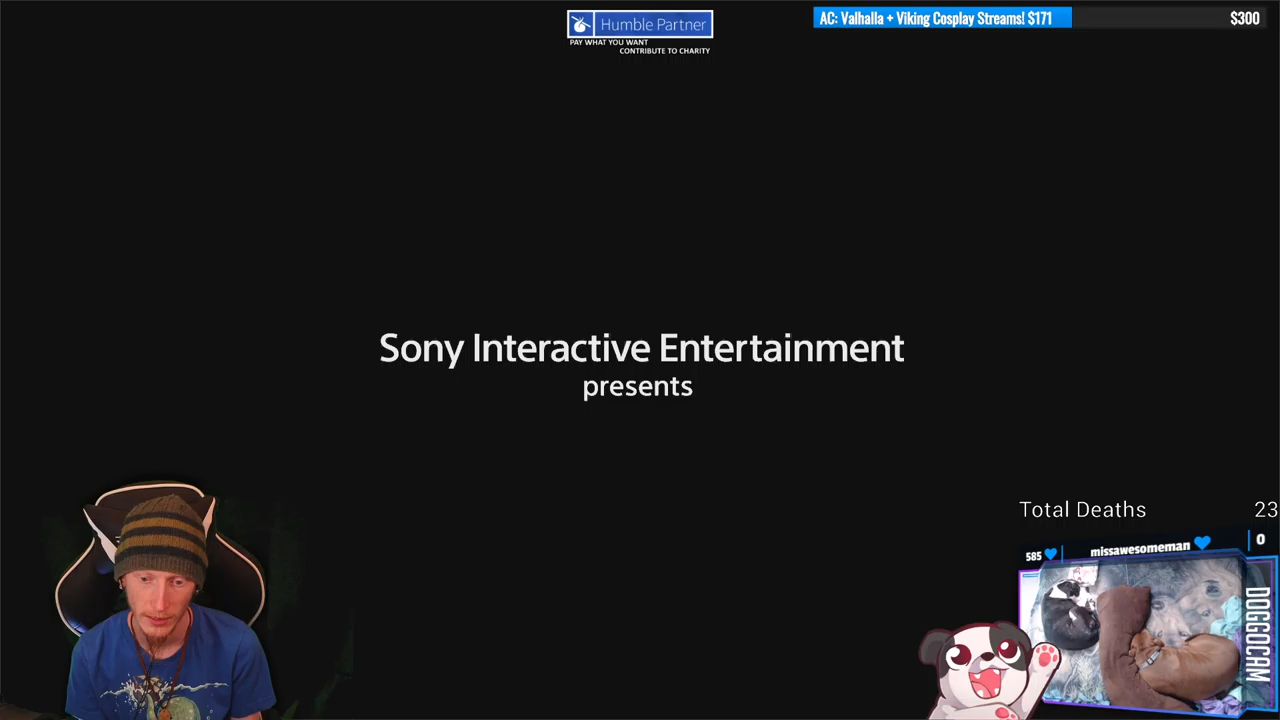 Humble Partner
PAY WHAT YOU WANT
CONTRIBUTE TO CHARITY
AC: Valhalla + Viking Cosplay Streams! $171
$300
Sony Interactive Entertainment
presents
Total Deaths
23
585
missawesomeman
0
DOGGOCAM